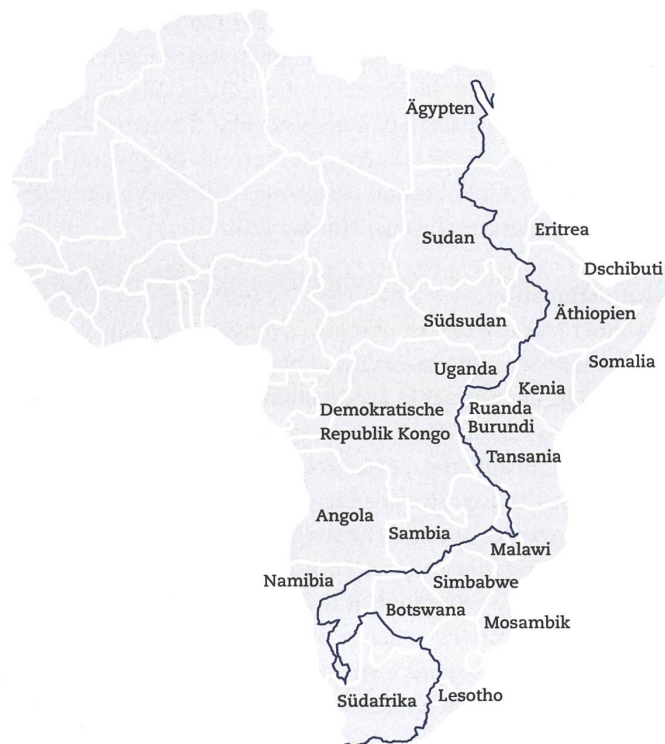 Ägypten
Sudan
Eritrea
Dschibuti
Südsudan
Äthiopien
Uganda
Somalia
Kenia
Demokratische
Republik Kongo
Ruanda
Burundi
Tansania
Angola
Sambia
Malawi
Namibia
Simbabwe
Botswana
Mosambik
Südafrika
Lesotho